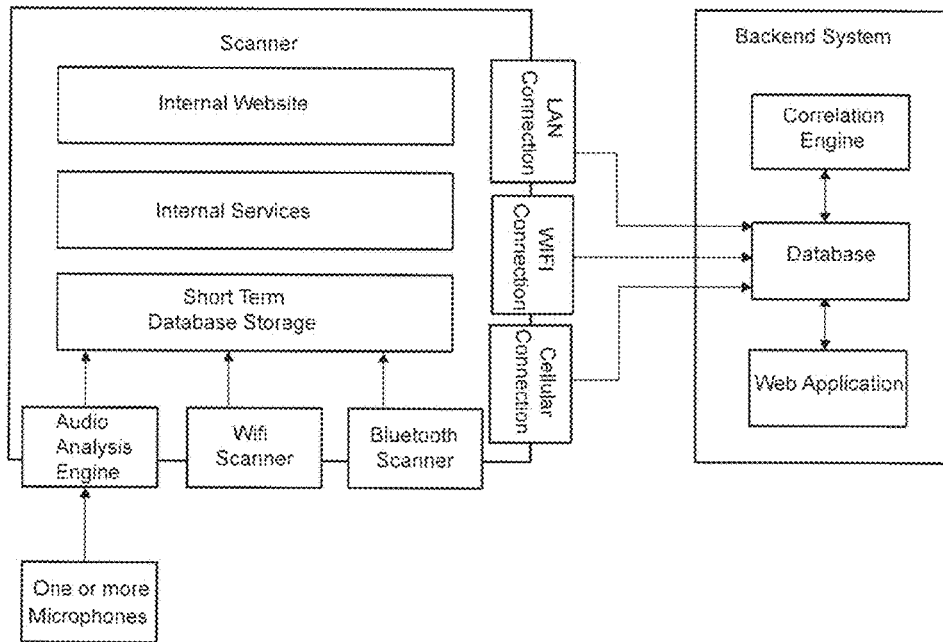 Scanner
Internal Website
Internal Services
Short Term
Database Storage
Audio
Analysis
Engine
Wifi
Scanner
Bluetooth
Scanner
One or more
Microphones
LAN
Connection
WIFI
Connection
Cellular
Connection
Backend System
Correlation
Engine
Database
Web Application